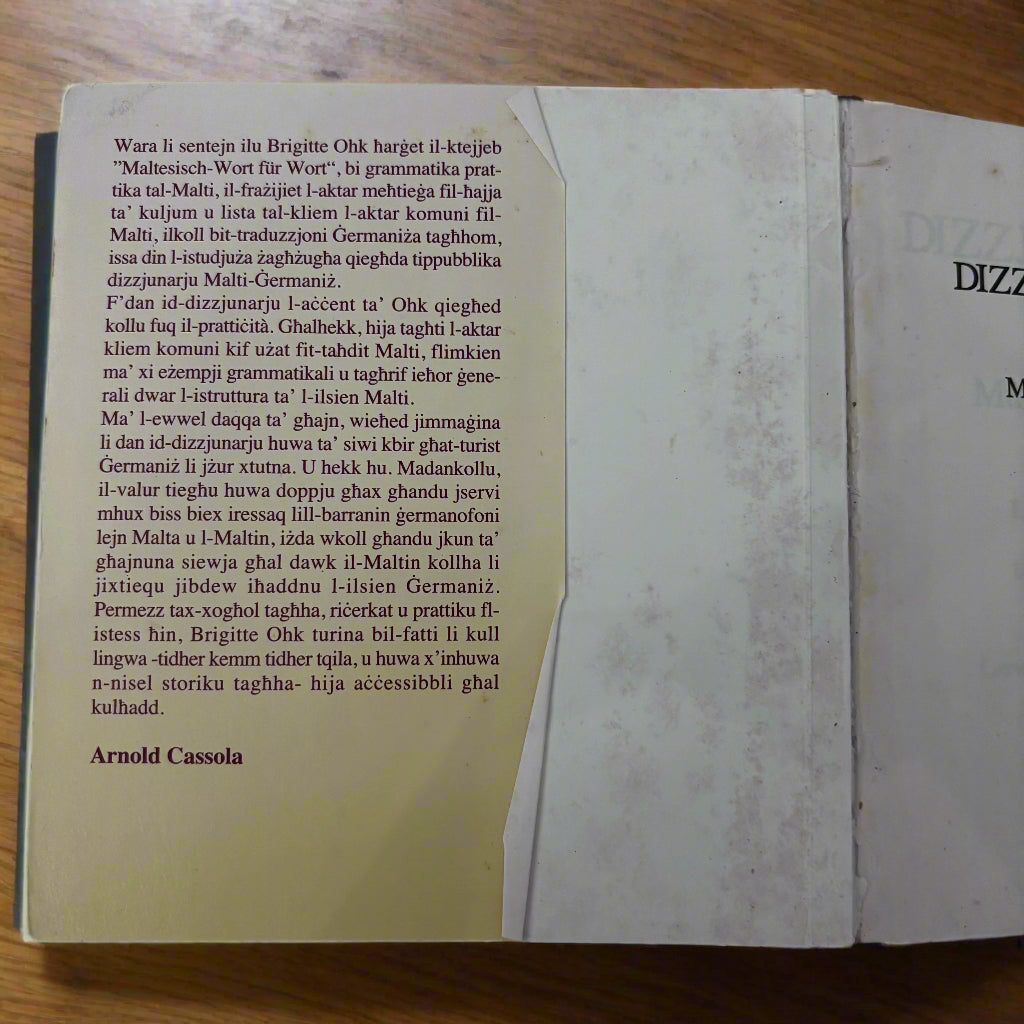 Wara li sentejn ilu Brigitte Ohk ħarġet il-ktejjeb
”Maltesisch-Wort für Wort“, bi grammatika prat-
tika tal-Malti, il-frażijiet l-aktar meħtieġa fil-ħajja
ta’ kuljum u lista tal-kliem l-aktar komuni fil-
Malti, ilkoll bit-traduzzjoni Ġermaniża tagħhom,
issa din l-istudjuża żagħżugħa qiegħda tippubblika
dizzjunarju Malti-Ġermaniż.
F’dan id-dizzjunarju l-aċċent ta’ Ohk qiegħed
kollu fuq il-prattiċità. Għalhekk, hija tagħti l-aktar
kliem komuni kif użat fit-taħdit Malti, flimkien
ma’ xi eżempji grammatikali u tagħrif ieħor ġene-
rali dwar l-istruttura ta’ l-ilsien Malti.
Ma’ l-ewwel daqqa ta’ għajn, wieħed jimmaġina
li dan id-dizzjunarju huwa ta’ siwi kbir għat-turist
Ġermaniż li jżur xtutna. U hekk hu. Madankollu,
il-valur tiegħu huwa doppju għax għandu jservi
mhux biss biex iressaq lill-barranin ġermanofoni
lejn Malta u l-Maltin, iżda wkoll għandu jkun ta’
għajnuna siewja għal dawk il-Maltin kollha li
jixtiequ jibdew iħaddnu l-ilsien Ġermaniż.
Permezz tax-xogħol tagħha, riċerkat u prattiku fl-
istess ħin, Brigitte Ohk turina bil-fatti li kull
lingwa -tidher kemm tidher tqila, u huwa x’inhuwa
n-nisel storiku tagħha- hija aċċessibbli għal
kulħadd.
Arnold Cassola
DIZZ
M